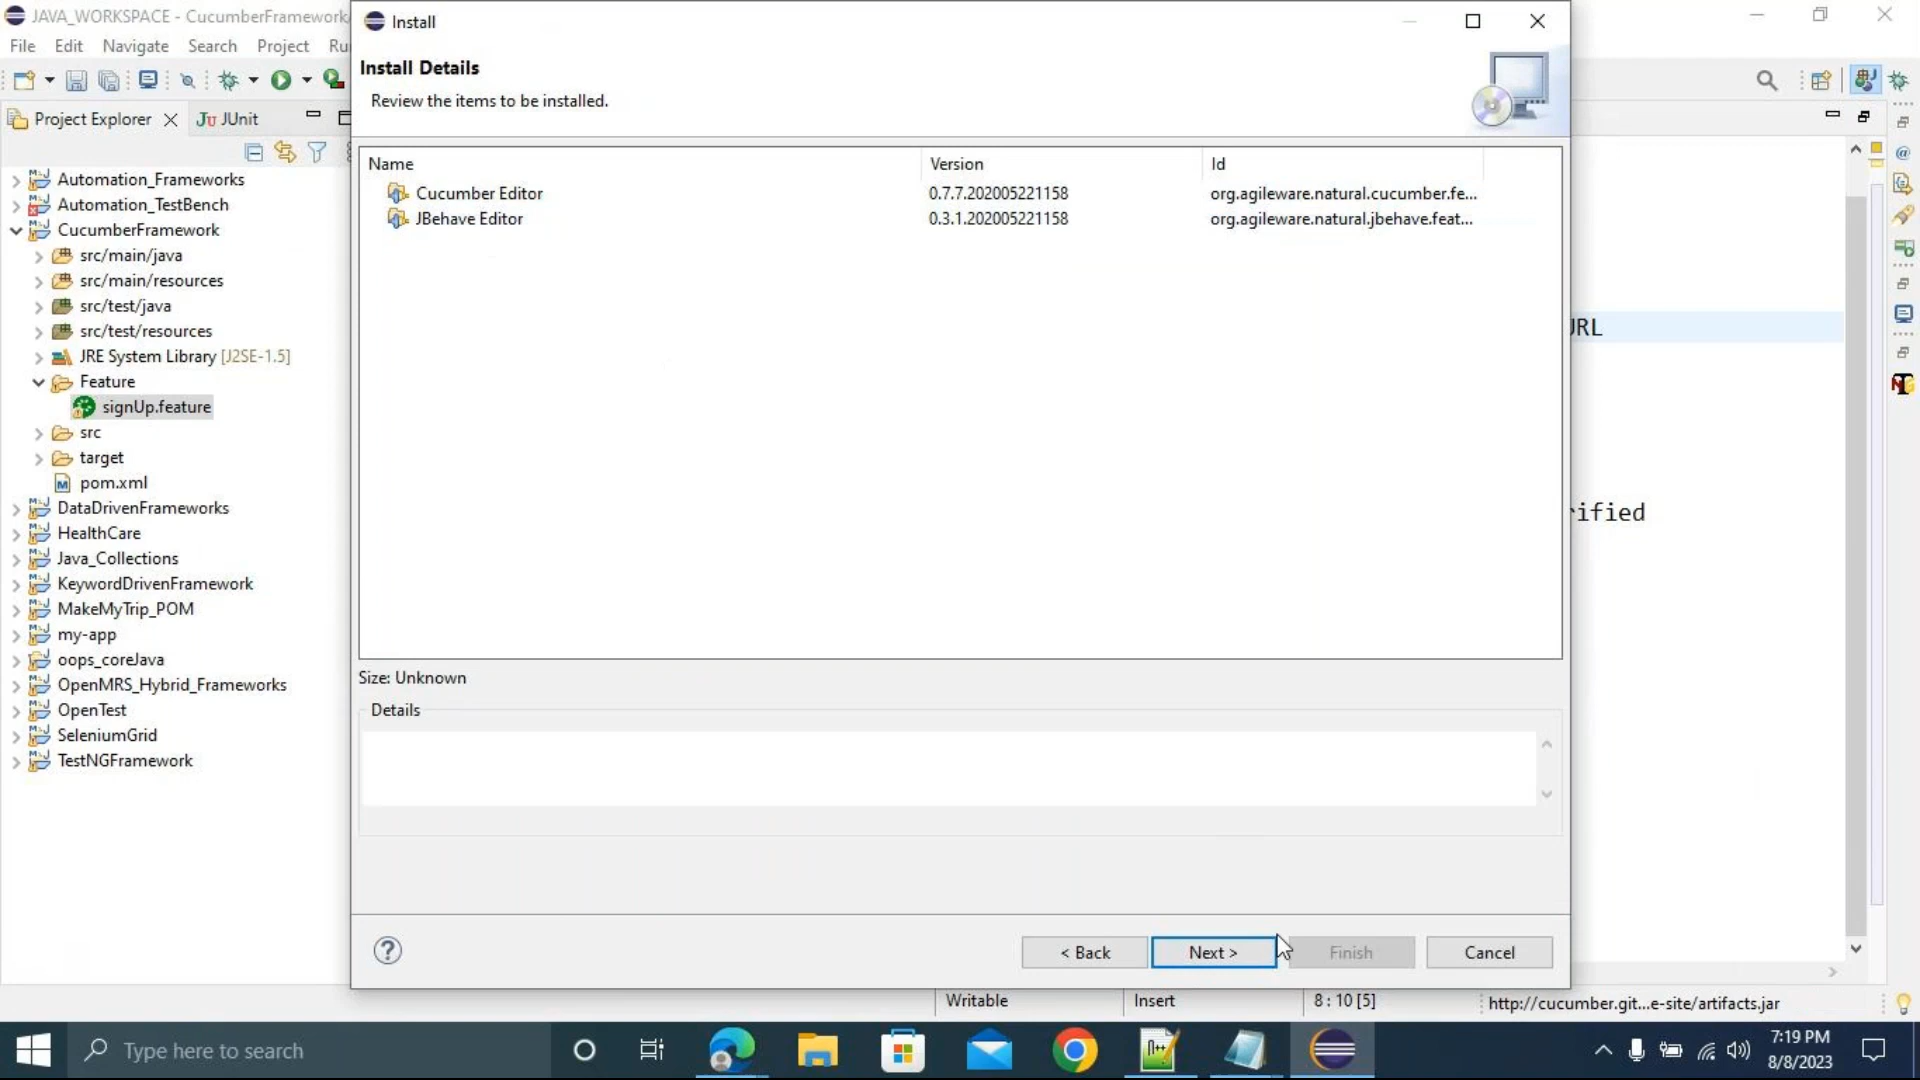 JAVA_WORKSPACE - CucumberFramework
File Edit Navigate Search Project Ru
Project Explorer
Ju JUnit
Automation_Frameworks
Automation_TestBench
CucumberFramework
src/main/java
src/main/resources
src/test/java
src/test/resources
JRE System Library [J2SE-1.5]
Feature
signUp.feature
src
target
pom.xml
DataDrivenFrameworks
HealthCare
Java_Collections
KeywordDrivenFramework
MakeMyTrip_POM
my-app
oops_coreJava
OpenMRS_Hybrid_Frameworks
OpenTest
SeleniumGrid
TestNGFramework
Install
Install Details
Review the items to be installed.
Name Version Id
Cucumber Editor 0.7.7.202005221158 org.agileware.natural.cucumber.fe...
JBehave Editor 0.3.1.202005221158 org.agileware.natural.jbehave.feat...
Size: Unknown
Details
< Back Next > Finish Cancel
URL
rified
Writable Insert 8 : 10 [5] http://cucumber.git...e-site/artifacts.jar
Type here to search
7:19 PM
8/8/2023